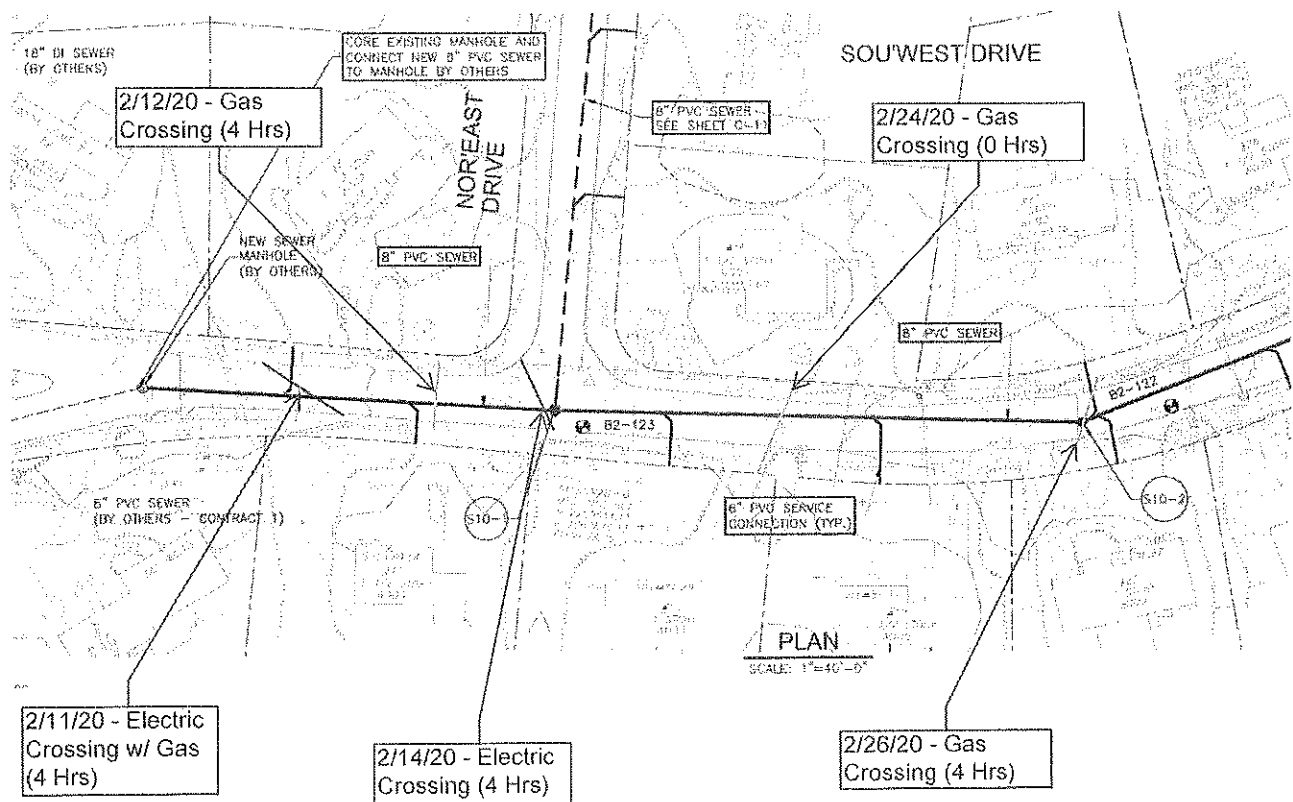 18" DI SEWER
(BY OTHERS)
CORE EXISTING MANHOLE AND
CONNECT NEW 8" PVC SEWER
TO MANHOLE BY OTHERS
SOU'WEST DRIVE
2/12/20 - Gas
Crossing (4 Hrs)
8" PVC SEWER
SEE SHEET
2/24/20 - Gas
Crossing (0 Hrs)
NOR'EAST
DRIVE
NEW SEWER
MANHOLE
(BY OTHERS)
8" PVC SEWER
8" PVC SEWER
B2-122
B2-123
6" PVC SEWER
(BY OTHERS - CONTRACT 1)
S10-1
6" PVC SERVICE
CONNECTION (TYP.)
S10-2
PLAN
SCALE: 1"=40'-0"
2/11/20 - Electric
Crossing w/ Gas
(4 Hrs)
2/14/20 - Electric
Crossing (4 Hrs)
2/26/20 - Gas
Crossing (4 Hrs)